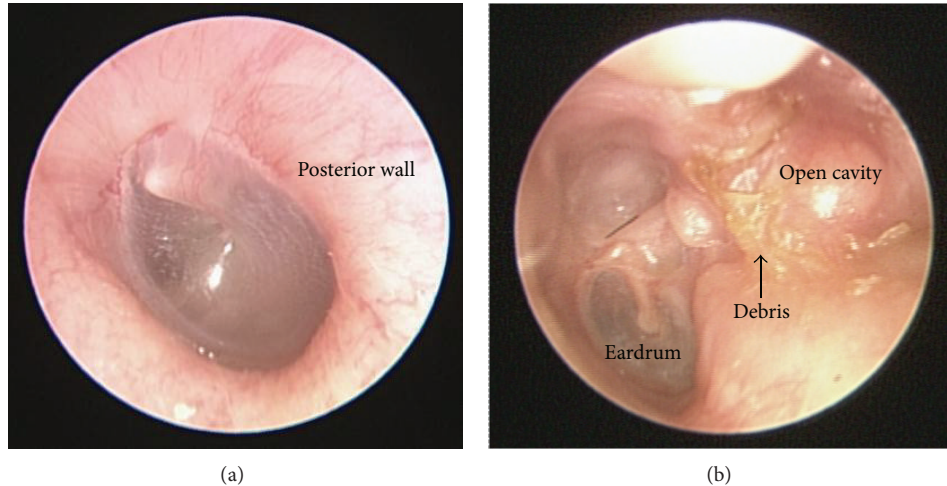 Posterior wall
Open cavity
Debris
Eardrum
(a)
(b)